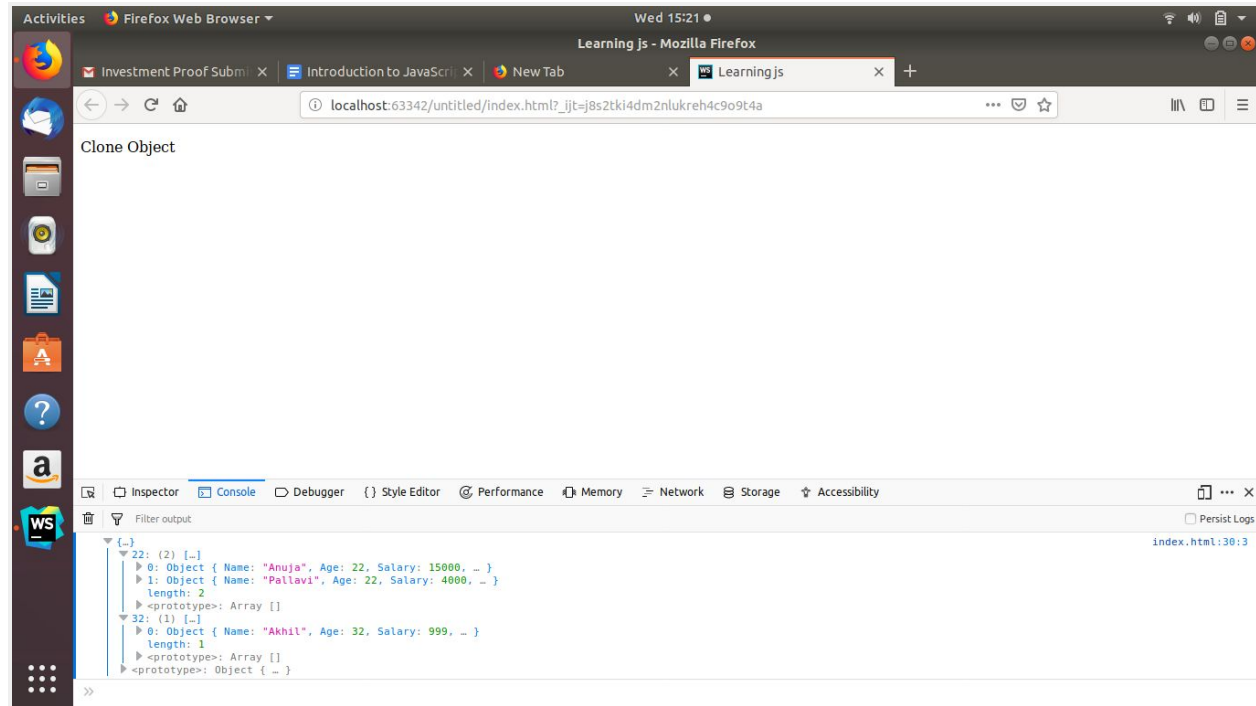 Activities Firefox Web Browser Wed 15:21
Learning js - Mozilla Firefox
Investment Proof Submi Introduction to JavaScri New Tab WS Learning js
localhost:63342/untitled/index.html?_ijt=j8s2tki4dm2nlukreh4c9o9t4a
Clone Object
Inspector Console Debugger {} Style Editor Performance Memory Network Storage Accessibility
Filter output Persist Logs
{…} index.html:30:3
22: (2) […]
0: Object { Name: "Anuja", Age: 22, Salary: 15000, … }
1: Object { Name: "Pallavi", Age: 22, Salary: 4000, … }
length: 2
<prototype>: Array []
32: (1) […]
0: Object { Name: "Akhil", Age: 32, Salary: 999, … }
length: 1
<prototype>: Array []
<prototype>: Object { … }
»
A
?
a
WS